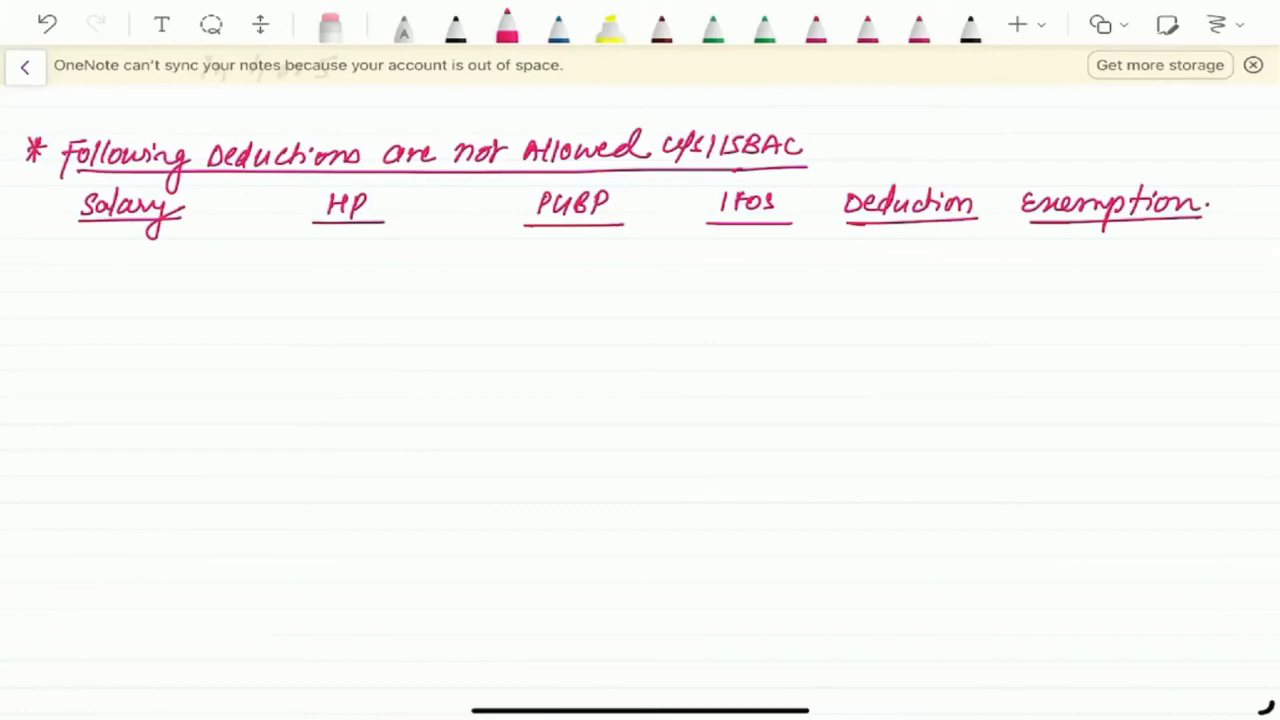 OneNote can't sync your notes because your account is out of space. Get more storage
* Following Deductions are not Allowed U/s 115BAC
Salary HP PGBP IFOS Deduction Exemption.